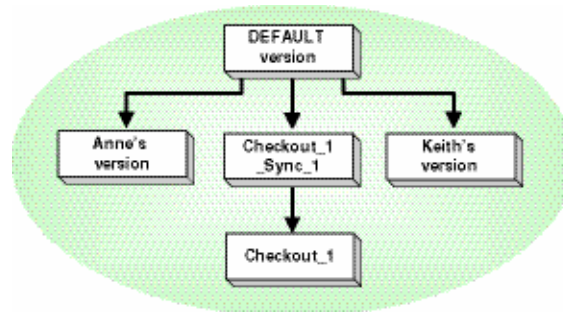 DEFAULT
version
Anne's
version
Checkout_1
_Sync_1
Keith's
version
Checkout_1